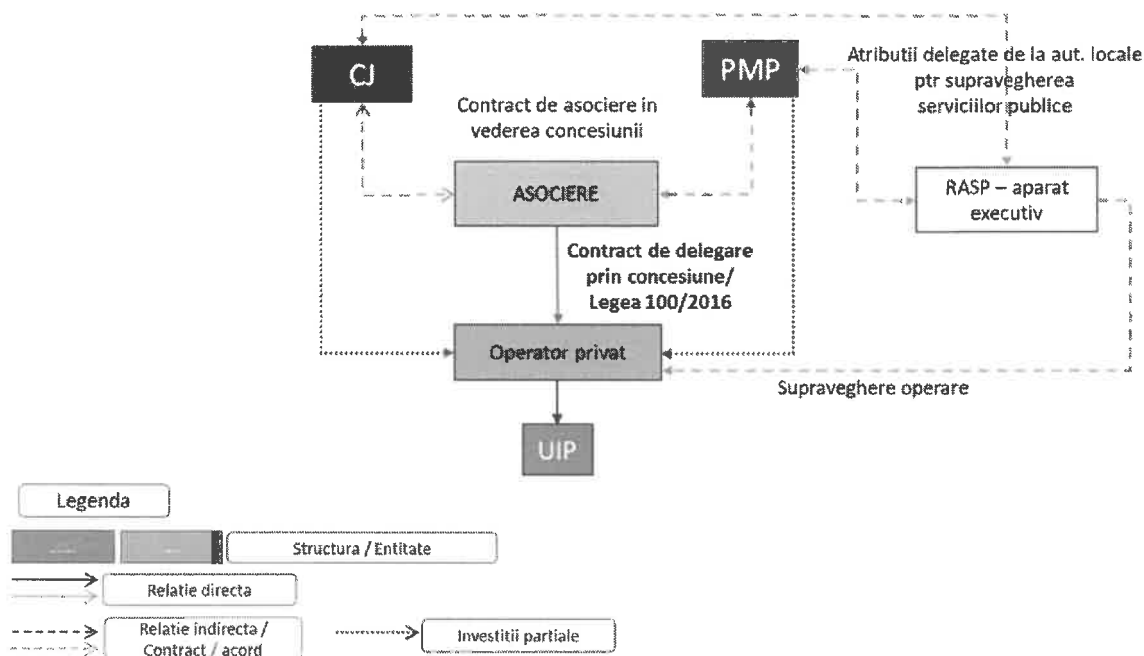 CJ
PMP
Atributii delegate de la aut. locale
ptr supravegherea
serviciilor publice
Contract de asociere in
vederea concesiunii
ASOCIERE
RASP – aparat
executiv
Contract de delegare
prin concesiune/
Legea 100/2016
Operator privat
Supraveghere operare
UIP
Legenda
Structura / Entitate
Relatie directa
Relatie indirecta /
Contract / acord
Investitii partiale